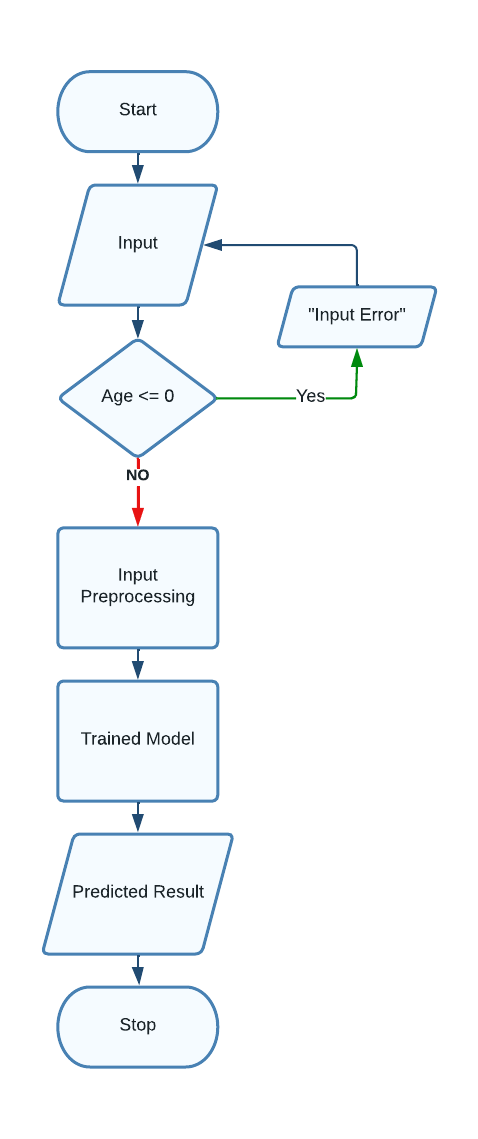 Start
Input
"Input Error"
Age <= 0
Yes
NO
Input
Preprocessing
Trained Model
Predicted Result
Stop